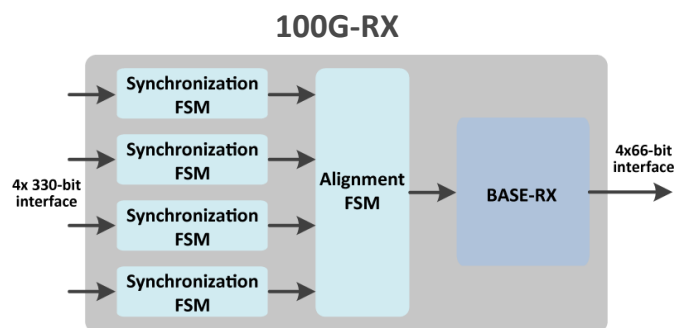 100G-RX
Synchronization
FSM
Synchronization
FSM
Synchronization
FSM
Synchronization
FSM
4x 330-bit
interface
Alignment
FSM
BASE-RX
4x66-bit
interface